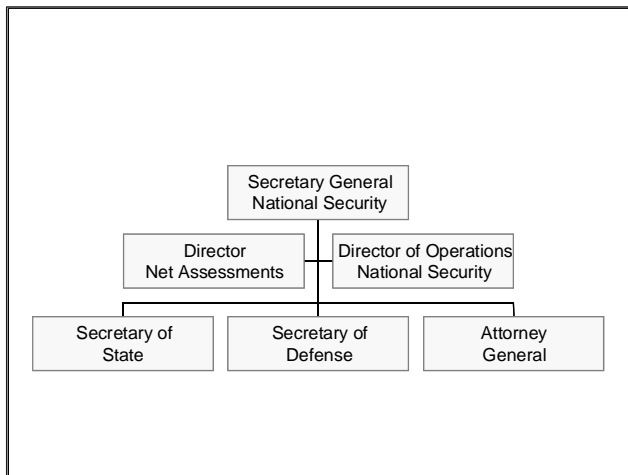 Secretary General
National Security
Director
Net Assessments
Director of Operations
National Security
Secretary of
State
Secretary of
Defense
Attorney
General